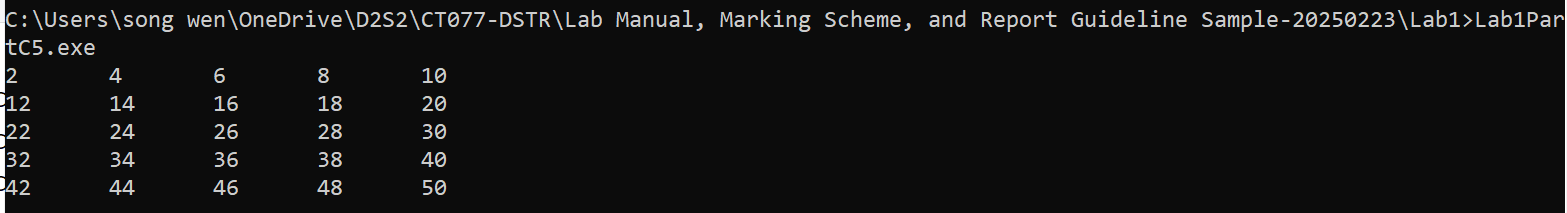 C:\Users\song wen\OneDrive\D2S2\CT077-DSTR\Lab Manual, Marking Scheme, and Report Guideline Sample-20250223\Lab1>Lab1Par
tC5.exe
2 4 6 8 10
12 14 16 18 20
22 24 26 28 30
32 34 36 38 40
42 44 46 48 50